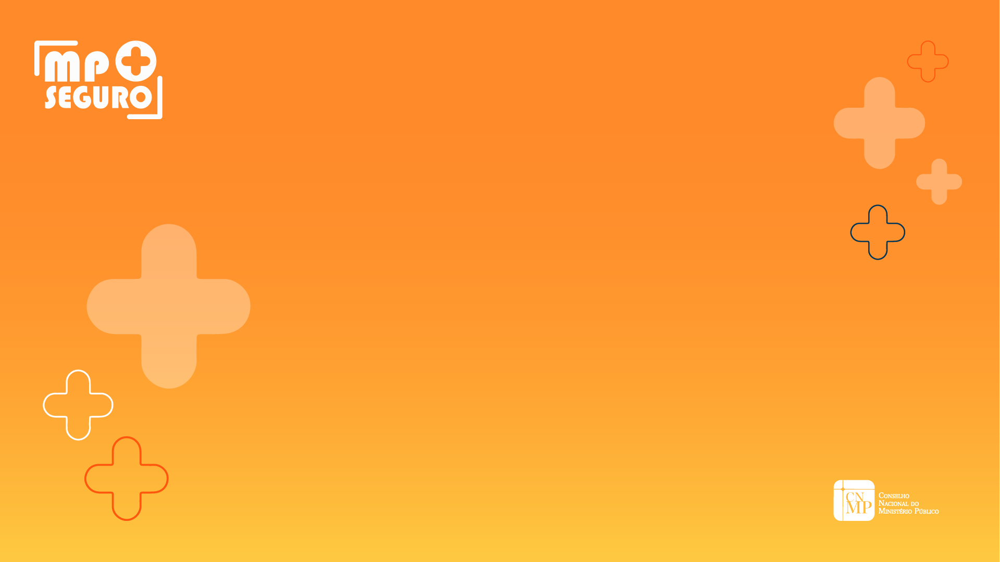 MP+
SEGURO
CN
MP
Conselho
Nacional do
Ministério Público